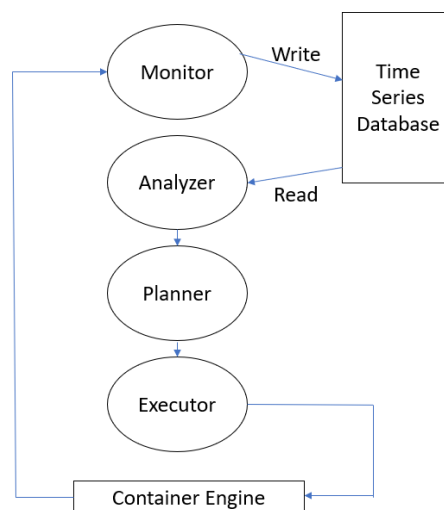 Monitor
Write
Time
Series
Database
Analyzer
Read
Planner
Executor
Container Engine